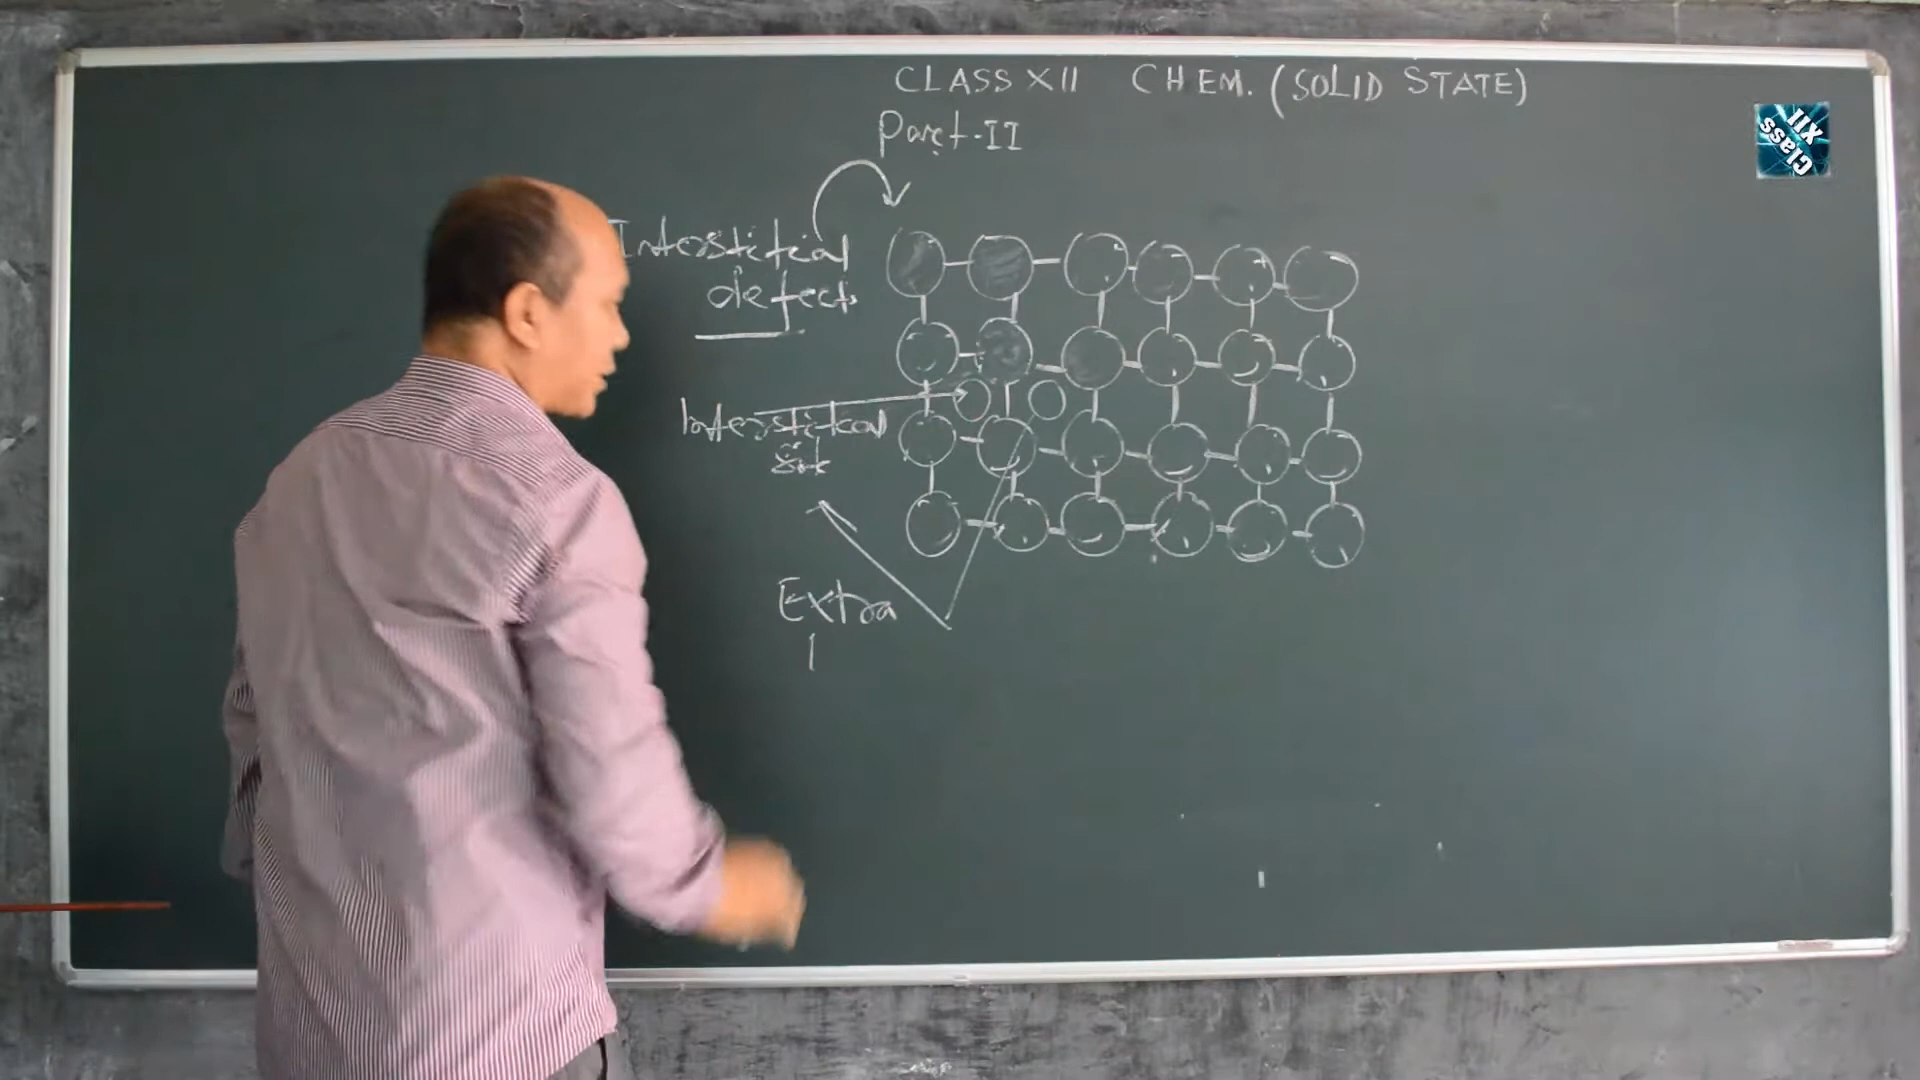 CLASS XII CHEM. (SOLID STATE)
Part-II
Class
XII
Interstitial
defect
Interstitial
site
Extra